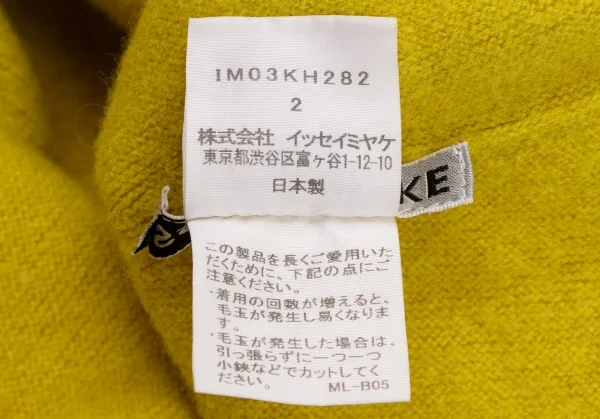 IM03KH282
2
株式会社 イッセイミヤケ
東京都渋谷区富ヶ谷1-12-10
日本製
KE
この製品を長くご愛用いた
だくために、下記の点にご
注意ください。
・着用の回数が増えると、
毛玉が発生し易くなりま
す。
・毛玉が発生した場合は、
引っ張らずに一つ一つ
小鋏などでカットしてく
ださい。
ML-B05